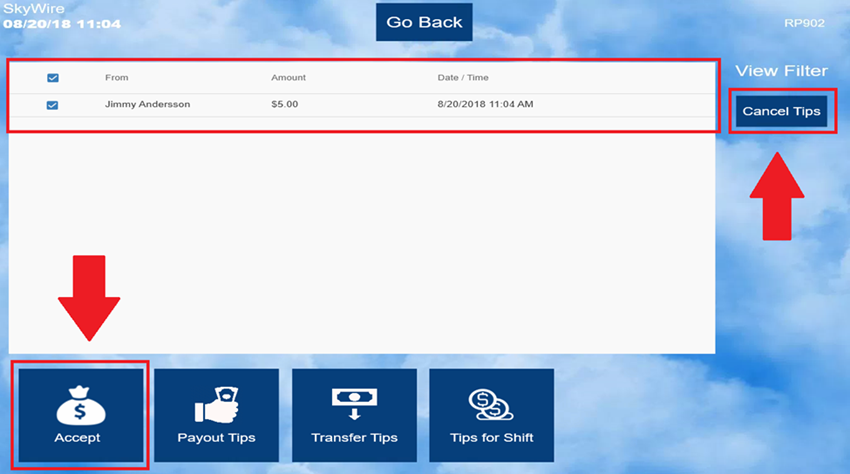 SkyWire
08/20/18 11:04
Go Back
RP902
From Amount Date / Time
Jimmy Andersson $5.00 8/20/2018 11:04 AM
View Filter
Cancel Tips
Accept Payout Tips Transfer Tips Tips for Shift